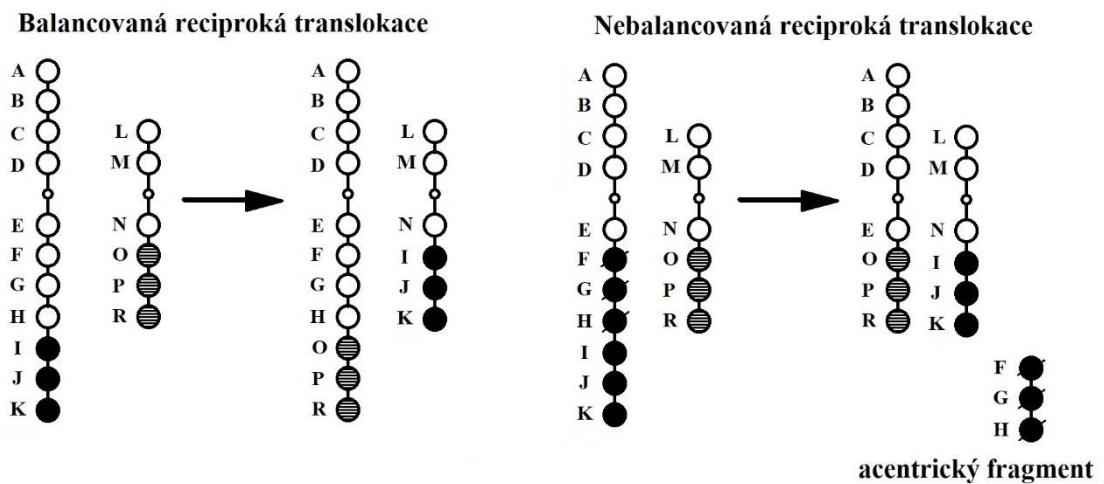 Balancovaná reciproká translokace
A
B
C
D
E
F
G
H
I
J
K
L
M
N
O
P
R
A
B
C
D
E
F
G
H
O
P
R
L
M
N
I
J
K
Nebalancovaná reciproká translokace
A
B
C
D
E
F
G
H
I
J
K
L
M
N
O
P
R
A
B
C
D
E
O
P
R
L
M
N
I
J
K
F
G
H
acentrický fragment